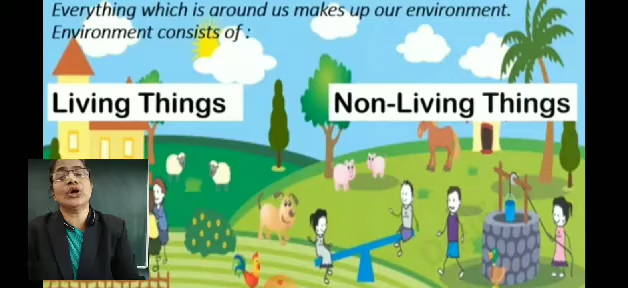 Everything which is around us makes up our environment.
Environment consists of :
Living Things
Non-Living Things